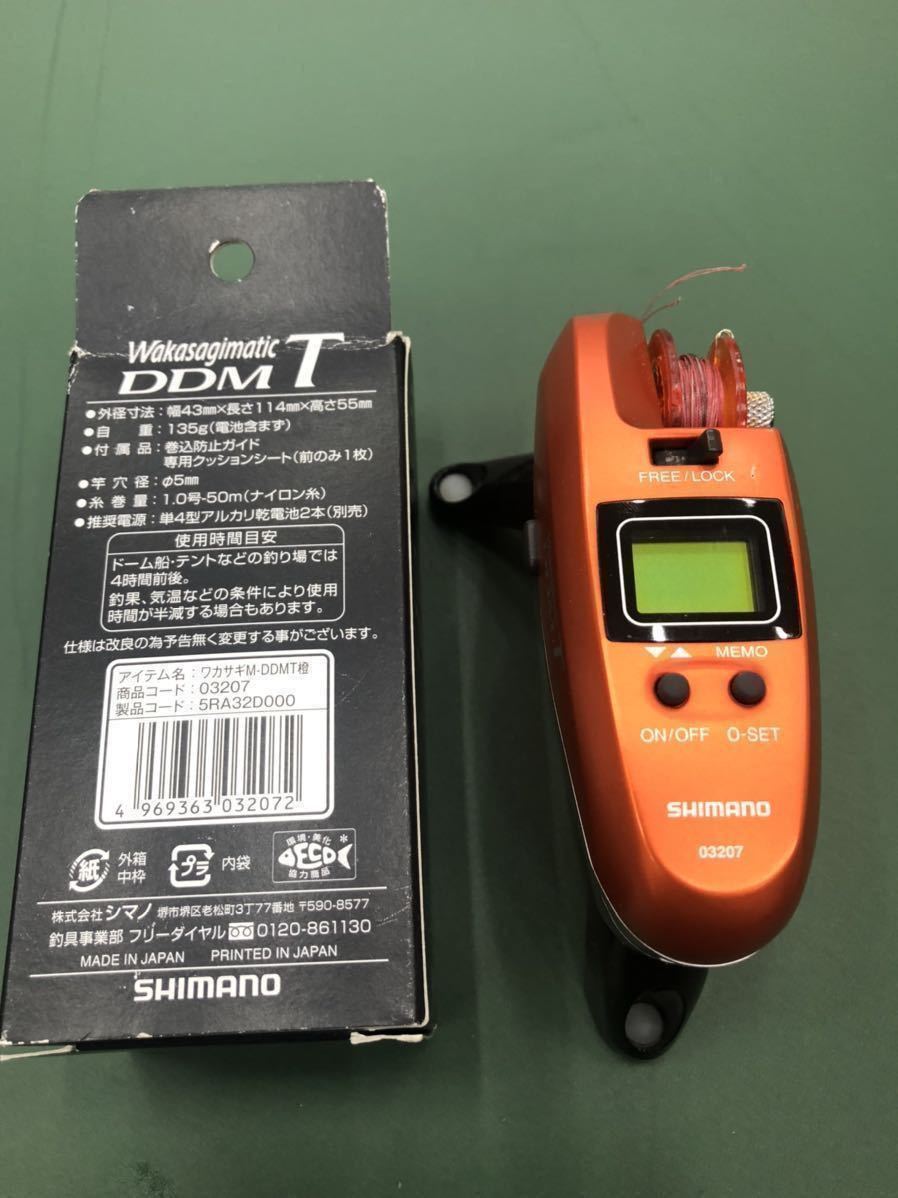 Wakasagimatic
DDM T
●外径寸法：幅43mm×長さ114mm×高さ55mm
●自　重：135g(電池含まず)
●付属品：巻込防止ガイド
専用クッションシート(前のみ1枚)
●竿穴径：φ5mm
●糸巻量：1.0号-50m(ナイロン糸)
●推奨電源：単4型アルカリ乾電池2本(別売)
使用時間目安
ドーム船・テントなどの釣り場では
4時間前後。
釣果、気温などの条件により使用
時間が半減する場合もあります。
仕様は改良の為予告無く変更する事がございます。
アイテム名：ワカサギM-DDMT橙
商品コード：03207
製品コード：5RA32D000
4 969363 032072
紙 外箱
中枠
プラ 内袋
環境・美化
ECO
協力商品
株式会社シマノ 堺市堺区老松町3丁77番地 〒590-8577
釣具事業部 フリーダイヤル 0120-861130
MADE IN JAPAN PRINTED IN JAPAN
SHIMANO
FREE/LOCK
▼▲ MEMO
ON/OFF 0-SET
SHIMANO
03207